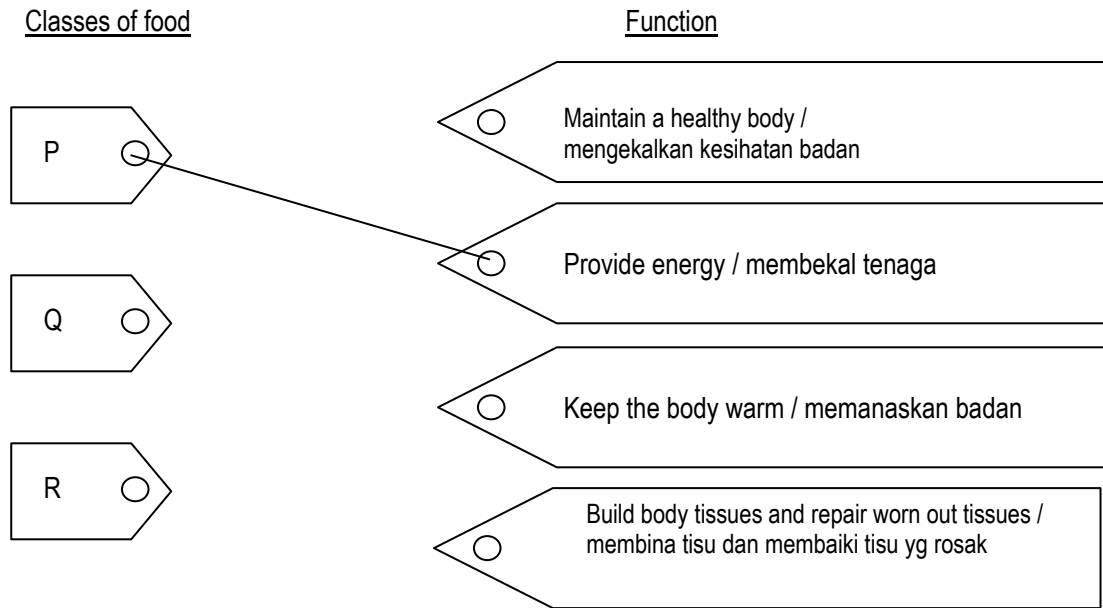 Classes of food
Function
P
Maintain a healthy body /
mengekalkan kesihatan badan
Provide energy / membekal tenaga
Q
Keep the body warm / memanaskan badan
R
Build body tissues and repair worn out tissues /
membina tisu dan membaiki tisu yg rosak